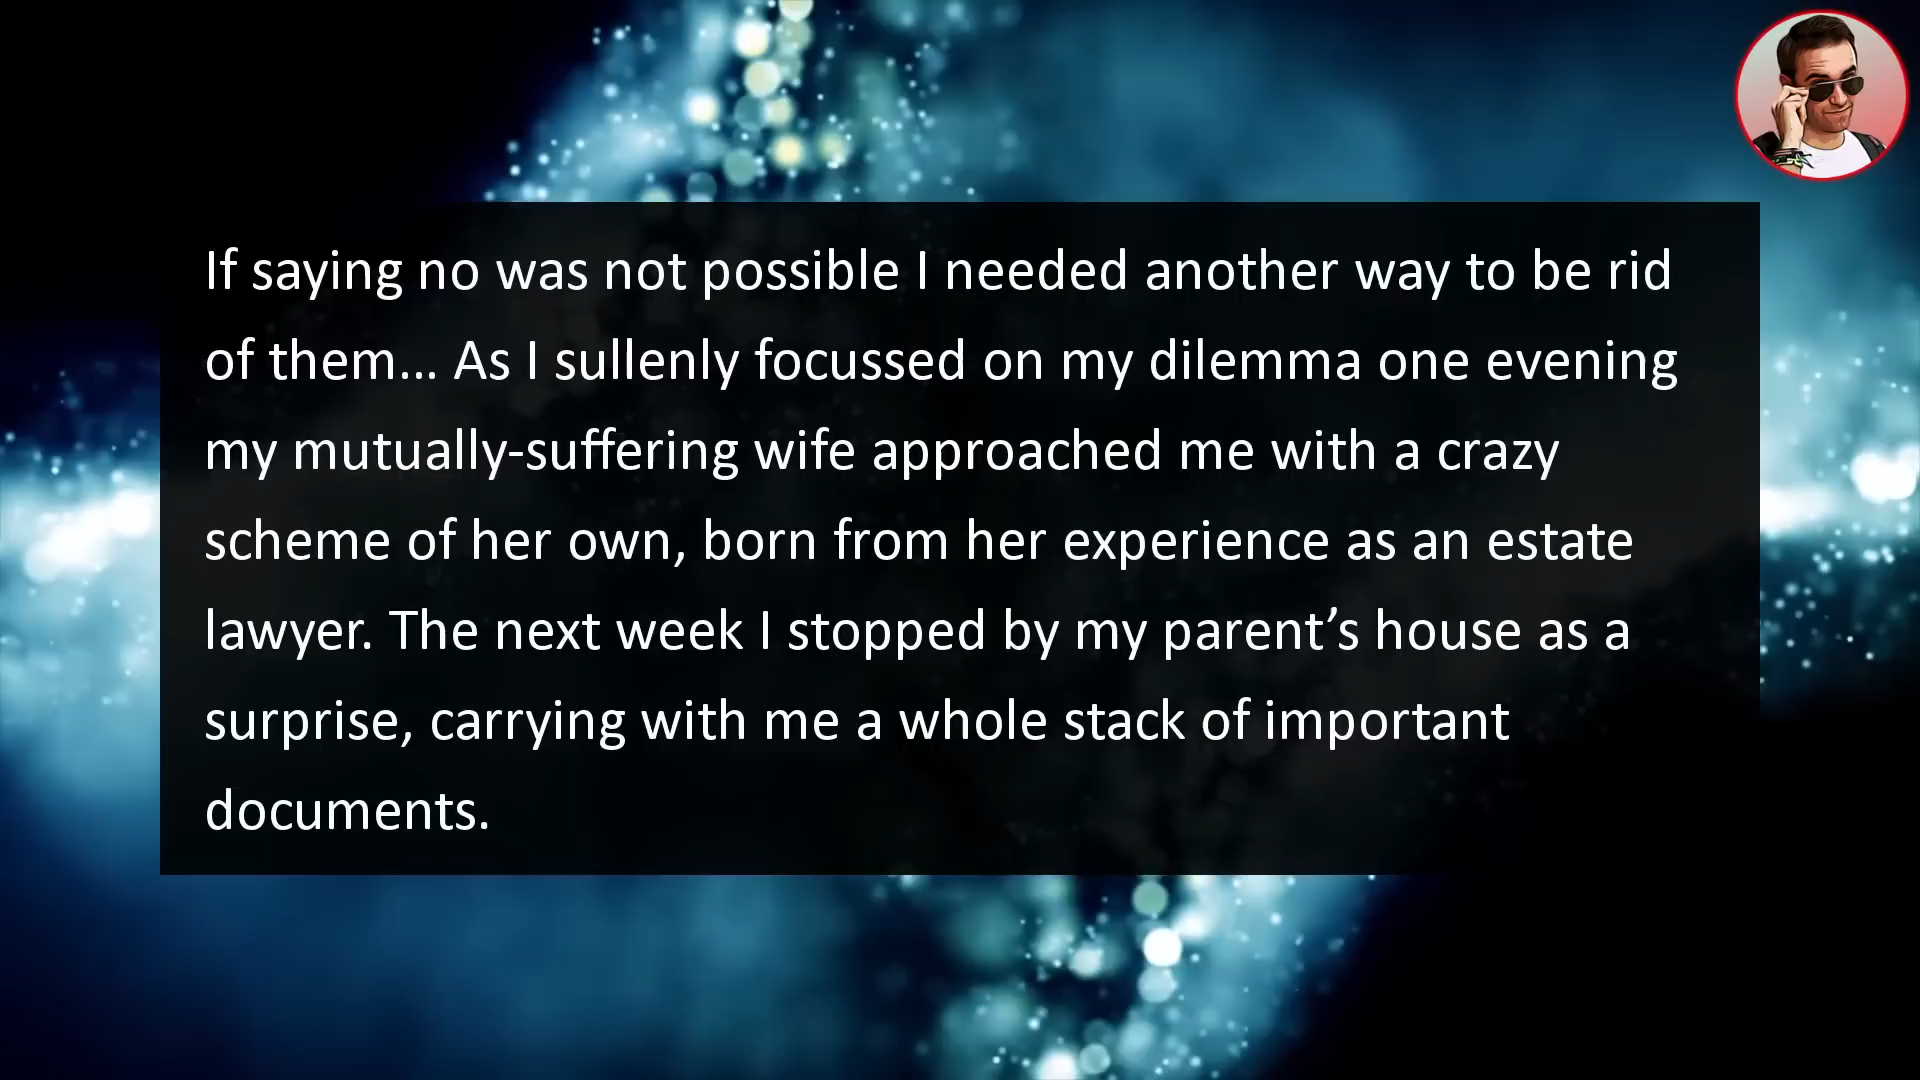 If saying no was not possible I needed another way to be rid
of them... As I sullenly focussed on my dilemma one evening
my mutually-suffering wife approached me with a crazy
scheme of her own, born from her experience as an estate
lawyer. The next week I stopped by my parent’s house as a
surprise, carrying with me a whole stack of important
documents.